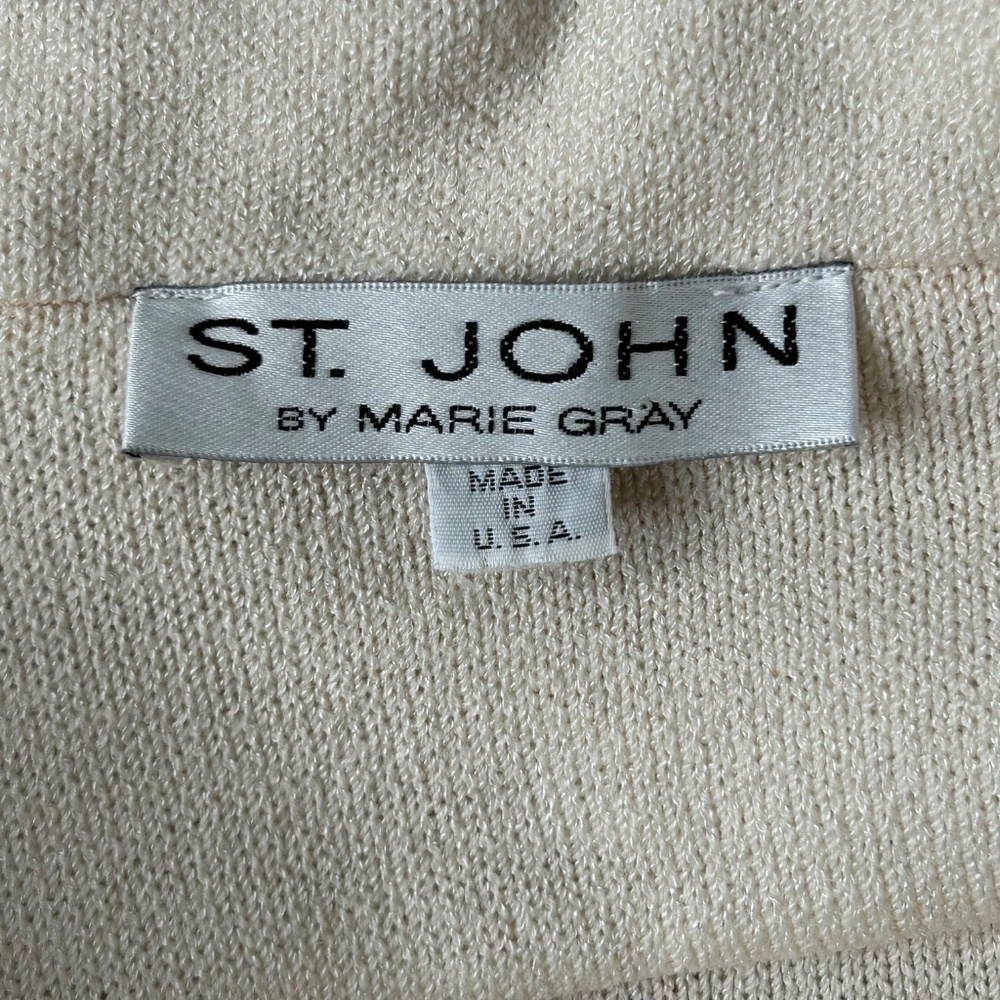 ST. JOHN
BY MARIE GRAY
MADE
IN
U.S.A.